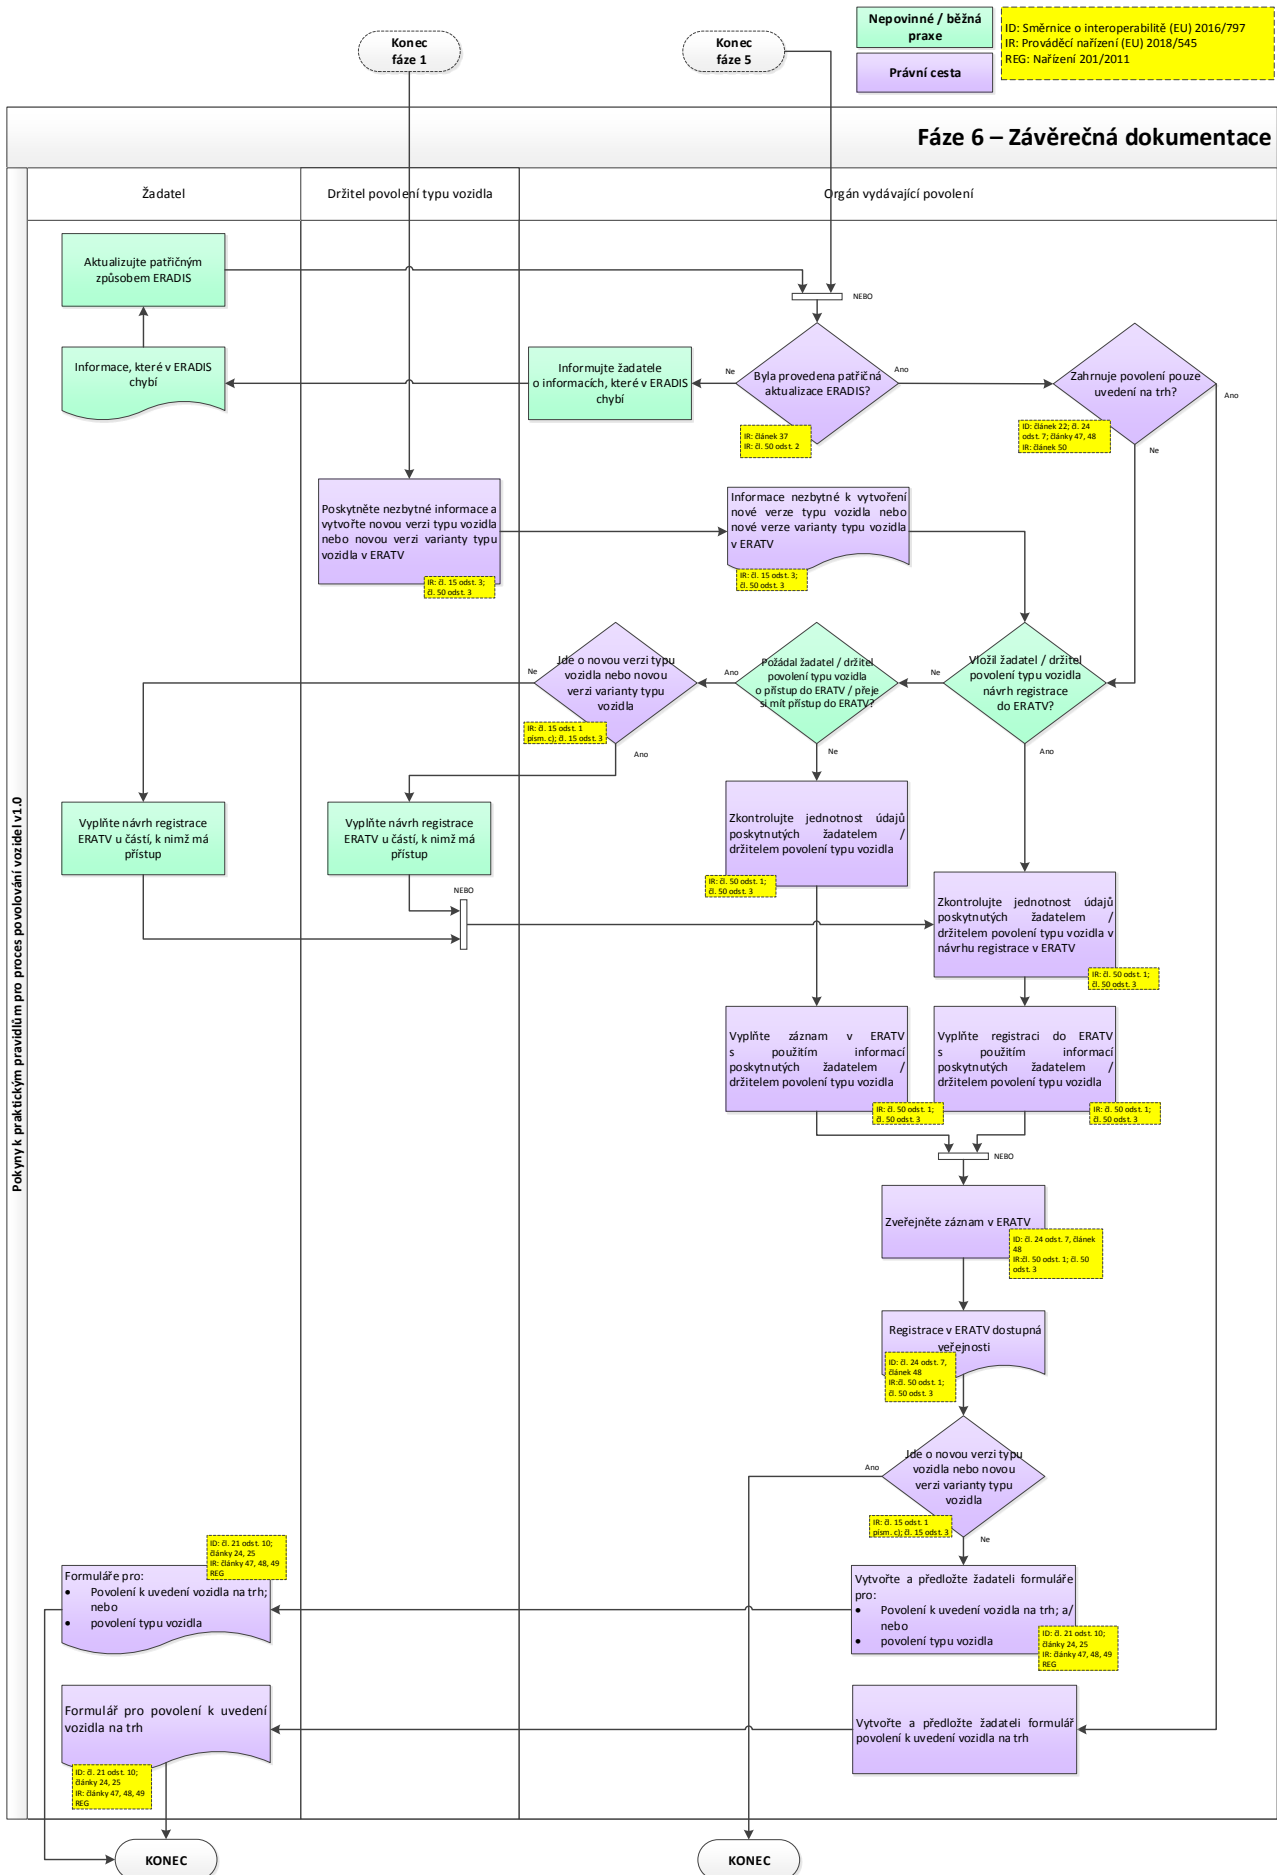 Konec
fáze 1
Konec
fáze 5
Nepovinné / běžná
praxe
Právní cesta
ID: Směrnice o interoperabilitě (EU) 2016/797
IR: Prováděcí nařízení (EU) 2018/545
REG: Nařízení 201/2011
Fáze 6 – Závěrečná dokumentace
Pokyny k praktickým pravidlům pro proces povolování vozidel v1.0
Žadatel
Držitel povolení typu vozidla
Orgán vydávající povolení
Aktualizujte patřičným
způsobem ERADIS
NEBO
Informace, které v ERADIS
chybí
Informujte žadatele
o informacích, které v ERADIS
chybí
Ne
Byla provedena patřičná
aktualizace ERADIS?
Ano
IR: článek 37
IR: čl. 50 odst. 2
Zahrnuje povolení pouze
uvedení na trh?
Ano
ID: článek 22; čl. 24
odst. 7; články 47, 48
IR: článek 50
Ne
Poskytněte nezbytné informace a
vytvořte novou verzi typu vozidla
nebo novou verzi varianty typu
vozidla v ERATV
IR: čl. 15 odst. 3;
čl. 50 odst. 3
Informace nezbytné k vytvoření
nové verze typu vozidla nebo
nové verze varianty typu vozidla
v ERATV
IR: čl. 15 odst. 3;
čl. 50 odst. 3
Ne
Jde o novou verzi typu
vozidla nebo novou
verzi varianty typu
vozidla
IR: čl. 15 odst. 1
písm. c); čl. 15 odst. 3
Ano
Ano
Požádal žadatel / držitel
povolení typu vozidla
o přístup do ERATV / přeje
si mít přístup do ERATV?
Ne
Ne
Vložil žadatel / držitel
povolení typu vozidla
návrh registrace
do ERATV?
Ano
Vyplňte návrh registrace
ERATV u částí, k nimž má
přístup
Vyplňte návrh registrace
ERATV u částí, k nimž má
přístup
NEBO
Zkontrolujte jednotnost údajů
poskytnutých žadatelem /
držitelem povolení typu vozidla
IR: čl. 50 odst. 1;
čl. 50 odst. 3
Zkontrolujte jednotnost údajů
poskytnutých žadatelem /
držitelem povolení typu vozidla v
návrhu registrace v ERATV
IR: čl. 50 odst. 1;
čl. 50 odst. 3
Vyplňte záznam v ERATV
s použitím informací
poskytnutých žadatelem /
držitelem povolení typu vozidla
IR: čl. 50 odst. 1;
čl. 50 odst. 3
Vyplňte registraci do ERATV
s použitím informací
poskytnutých žadatelem /
držitelem povolení typu vozidla
IR: čl. 50 odst. 1;
čl. 50 odst. 3
NEBO
Zveřejněte záznam v ERATV
ID: čl. 24 odst. 7, článek
48
IR:čl. 50 odst. 1; čl. 50
odst. 3
Registrace v ERATV dostupná
veřejnosti
ID: čl. 24 odst. 7,
článek 48
IR:čl. 50 odst. 1;
čl. 50 odst. 3
Ano
Jde o novou verzi typu
vozidla nebo novou
verzi varianty typu
vozidla
IR: čl. 15 odst. 1
písm. c); čl. 15 odst. 3
Ne
ID: čl. 21 odst. 10;
články 24, 25
IR: články 47, 48, 49
REG
Formuláře pro:
• Povolení k uvedení vozidla na trh;
nebo
• povolení typu vozidla
Vytvořte a předložte žadateli formuláře
pro:
• Povolení k uvedení vozidla na trh; a/
nebo
• povolení typu vozidla
ID: čl. 21 odst. 10;
články 24, 25
IR: články 47, 48, 49
REG
Formulář pro povolení k uvedení
vozidla na trh
ID: čl. 21 odst. 10;
články 24, 25
IR: články 47, 48, 49
REG
Vytvořte a předložte žadateli formulář
povolení k uvedení vozidla na trh
KONEC
KONEC